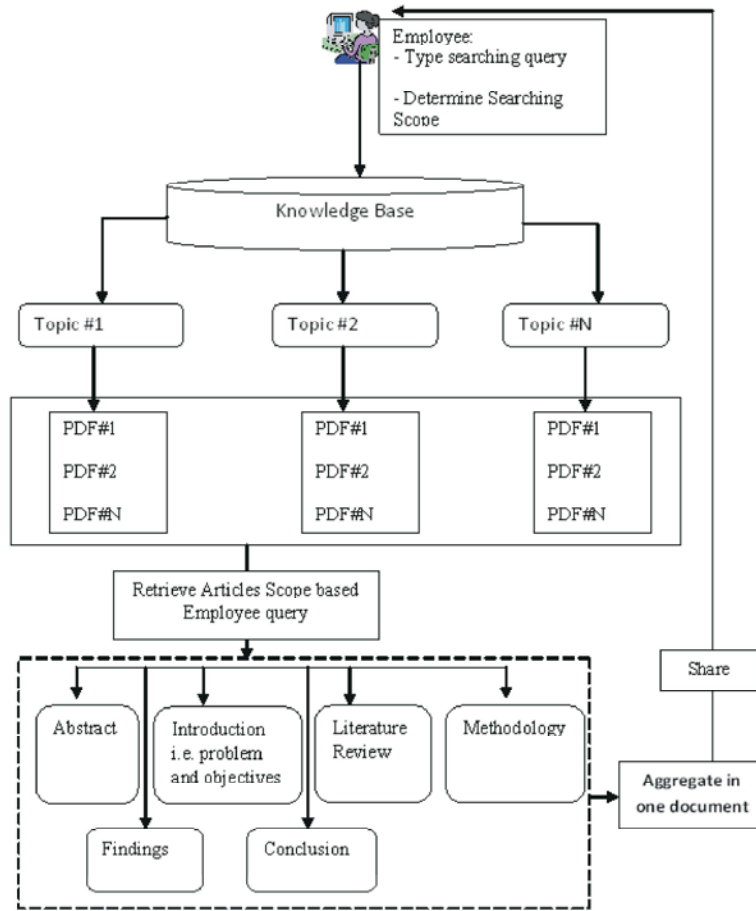 Employee:
- Type searching query
- Determine Searching
Scope
Knowledge Base
Topic #1
Topic #2
Topic #N
PDF#1
PDF#2
PDF#N
PDF#1
PDF#2
PDF#N
PDF#1
PDF#2
PDF#N
Retrieve Articles Scope based
Employee query
Share
Abstract
Introduction
i.e. problem
and objectives
Literature
Review
Methodology
Aggregate in
one document
Findings
Conclusion